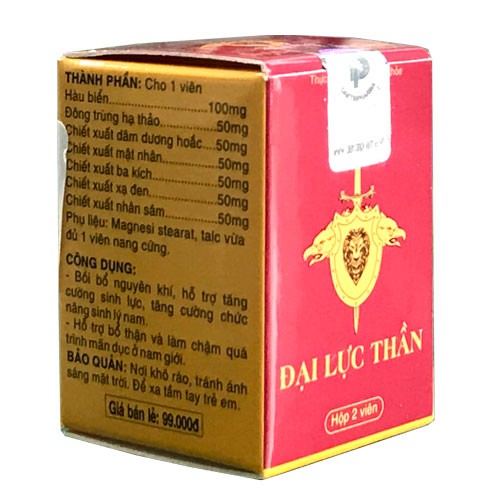 THÀNH PHẦN: Cho 1 viên
Hàu biển....................100mg
Đông trùng hạ thảo..........50mg
Chiết xuất dâm dương hoắc...50mg
Chiết xuất mật nhân.........50mg
Chiết xuất ba kích..........50mg
Chiết xuất xạ đen...........50mg
Chiết xuất nhân sâm.........50mg
Phụ liệu: Magnesi stearat, talc vừa
đủ 1 viên nang cứng.
CÔNG DỤNG:
- Bồi bổ nguyên khí, hỗ trợ tăng
cường sinh lực, tăng cường chức
năng sinh lý nam.
- Hỗ trợ bổ thận và làm chậm quá
trình mãn dục ở nam giới.
BẢO QUẢN: Nơi khô ráo, tránh ánh
sáng mặt trời. Để xa tầm tay trẻ em.
Giá bán lẻ: 99.000đ
Thực
khỏe
ĐẠI LỰC THẦN
Hộp 2 viên